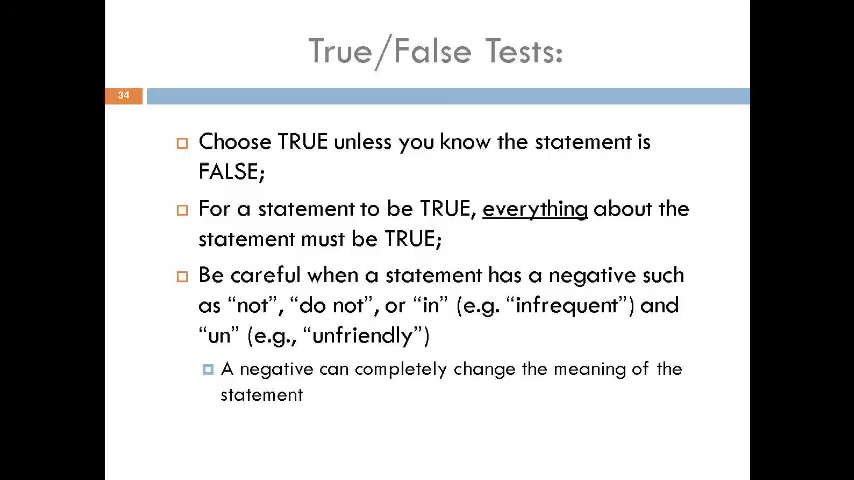 True/False Tests:
34
Choose TRUE unless you know the statement is
FALSE;
For a statement to be TRUE, everything about the
statement must be TRUE;
Be careful when a statement has a negative such
as “not”, “do not”, or “in” (e.g. “infrequent”) and
“un” (e.g., “unfriendly”)
A negative can completely change the meaning of the
statement